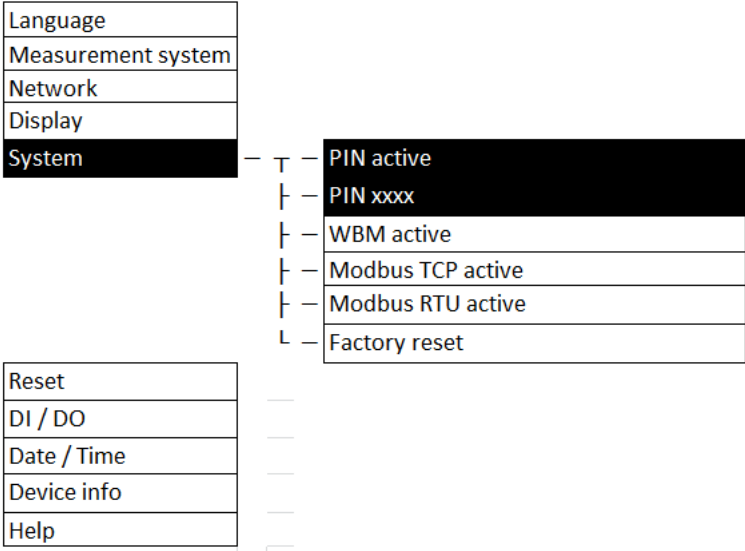 Language
Measurement system
Network
Display
System
PIN active
PIN xxxx
WBM active
Modbus TCP active
Modbus RTU active
Factory reset
Reset
DI / DO
Date / Time
Device info
Help